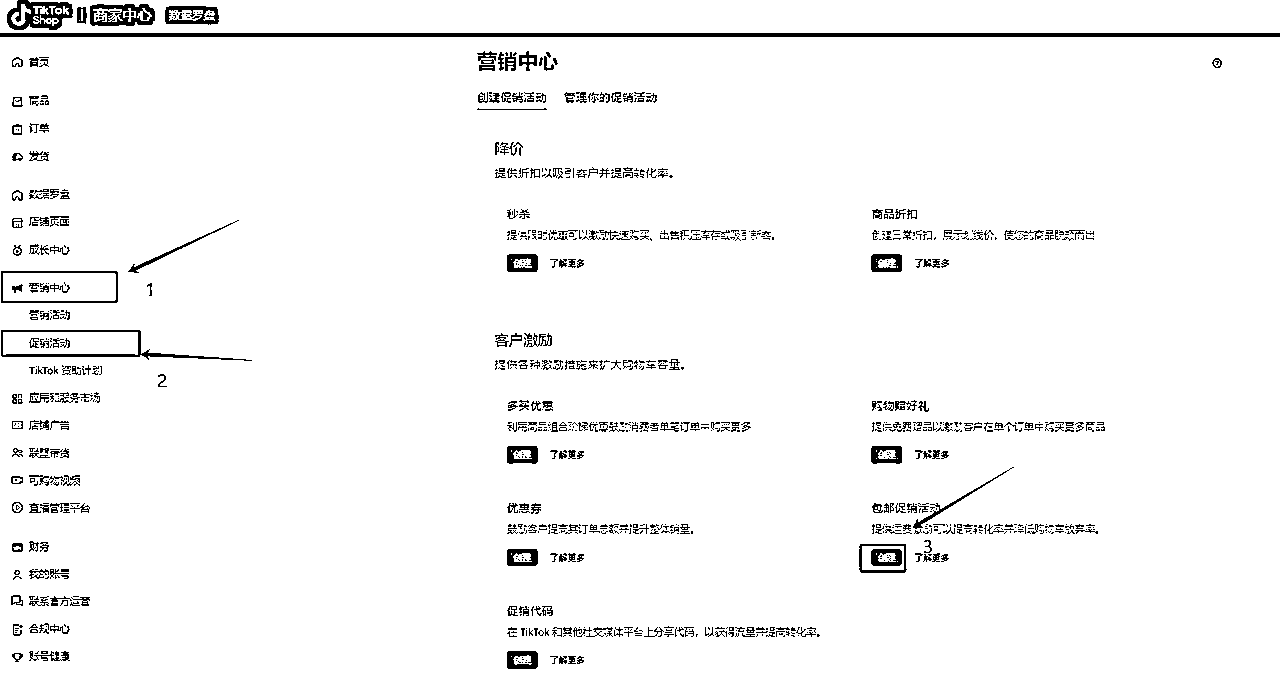 TikTok Shop 商家中心 数据罗盘
首页
商品
订单
发货
数据罗盘
店铺页面
成长中心
营销中心
1
营销活动
促销活动
2
TikTok 资助计划
应用和服务市场
店铺广告
联盟带货
可购物视频
直播管理平台
财务
我的账号
联系官方运营
合规中心
账号健康
营销中心
创建促销活动 管理你的促销活动
降价
提供折扣以吸引客户并提高转化率。
秒杀
提供限时优惠可以激励快速购买、出售积压库存或吸引新客。
创建 了解更多
商品折扣
创建日常折扣，展示划线价，使您的商品脱颖而出
创建 了解更多
客户激励
提供各种激励措施来扩大购物车容量。
多买优惠
利用商品组合阶梯优惠鼓励消费者单笔订单中购买更多
创建 了解更多
购物赠好礼
提供免费赠品以激励客户在单个订单中购买更多商品
创建 了解更多
优惠券
鼓励客户提高其订单总额并提升整体销量。
创建 了解更多
包邮促销活动
提供运费激励可以提高转化率并降低购物车放弃率。
3
创建 了解更多
促销代码
在 TikTok 和其他社交媒体平台上分享代码，以获得流量并提高转化率。
创建 了解更多